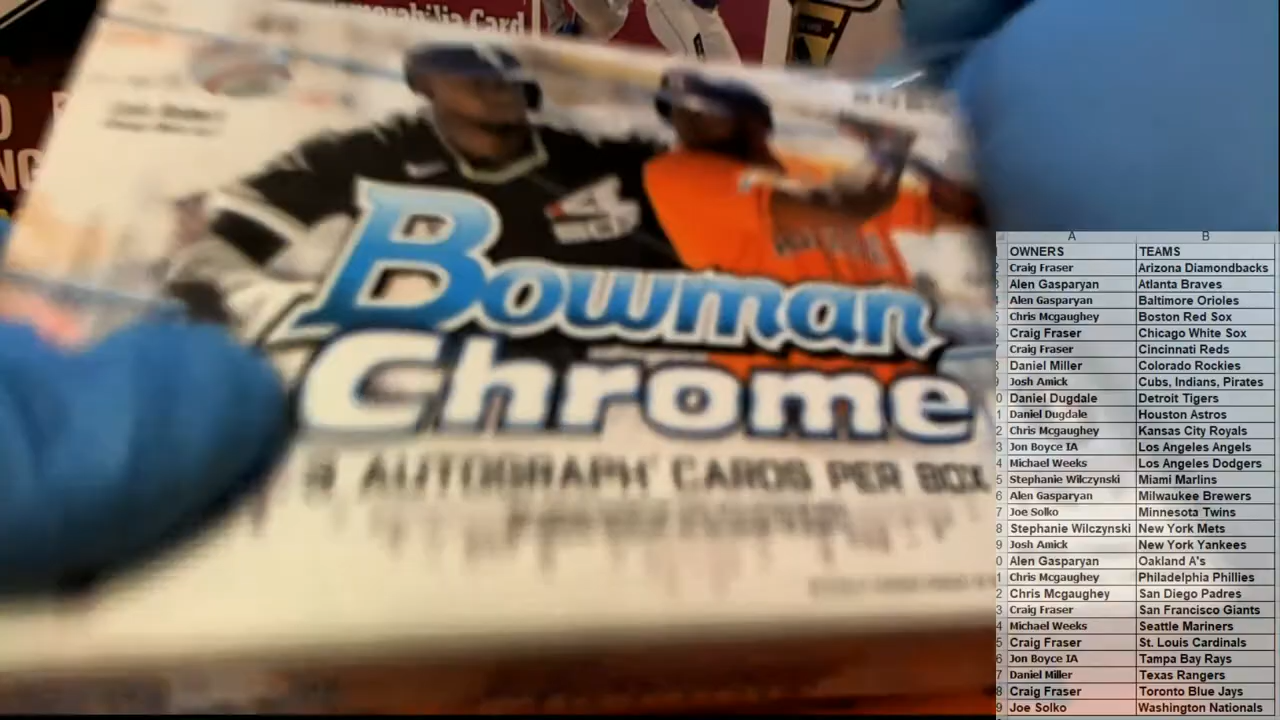 Memorabilia Card
Bowman
Chrome
AUTOGRAPH CARDS PER BOX
A B
OWNERS TEAMS
Craig Fraser Arizona Diamondbacks
Alen Gasparyan Atlanta Braves
Alen Gasparyan Baltimore Orioles
Chris Mcgaughey Boston Red Sox
Craig Fraser Chicago White Sox
Craig Fraser Cincinnati Reds
Daniel Miller Colorado Rockies
Josh Amick Cubs, Indians, Pirates
Daniel Dugdale Detroit Tigers
Daniel Dugdale Houston Astros
Chris Mcgaughey Kansas City Royals
Jon Boyce IA Los Angeles Angels
Michael Weeks Los Angeles Dodgers
Stephanie Wilczynski Miami Marlins
Alen Gasparyan Milwaukee Brewers
Joe Solko Minnesota Twins
Stephanie Wilczynski New York Mets
Josh Amick New York Yankees
Alen Gasparyan Oakland A's
Chris Mcgaughey Philadelphia Phillies
Chris Mcgaughey San Diego Padres
Craig Fraser San Francisco Giants
Michael Weeks Seattle Mariners
Craig Fraser St. Louis Cardinals
Jon Boyce IA Tampa Bay Rays
Daniel Miller Texas Rangers
Craig Fraser Toronto Blue Jays
Joe Solko Washington Nationals